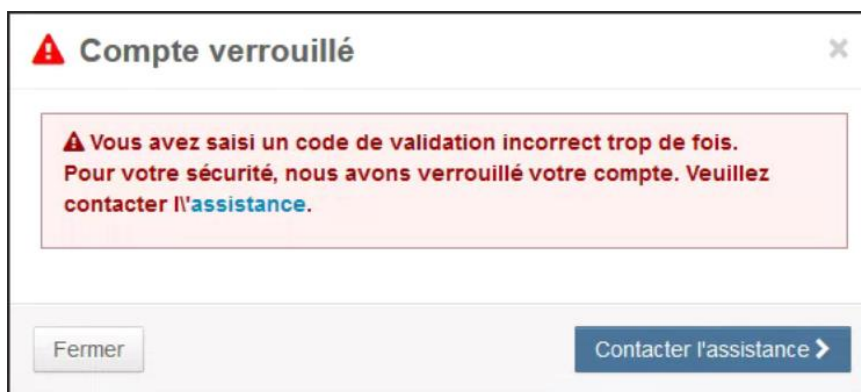 Compte verrouillé
Vous avez saisi un code de validation incorrect trop de fois.
Pour votre sécurité, nous avons verrouillé votre compte. Veuillez
contacter l\'assistance.
Fermer
Contacter l'assistance